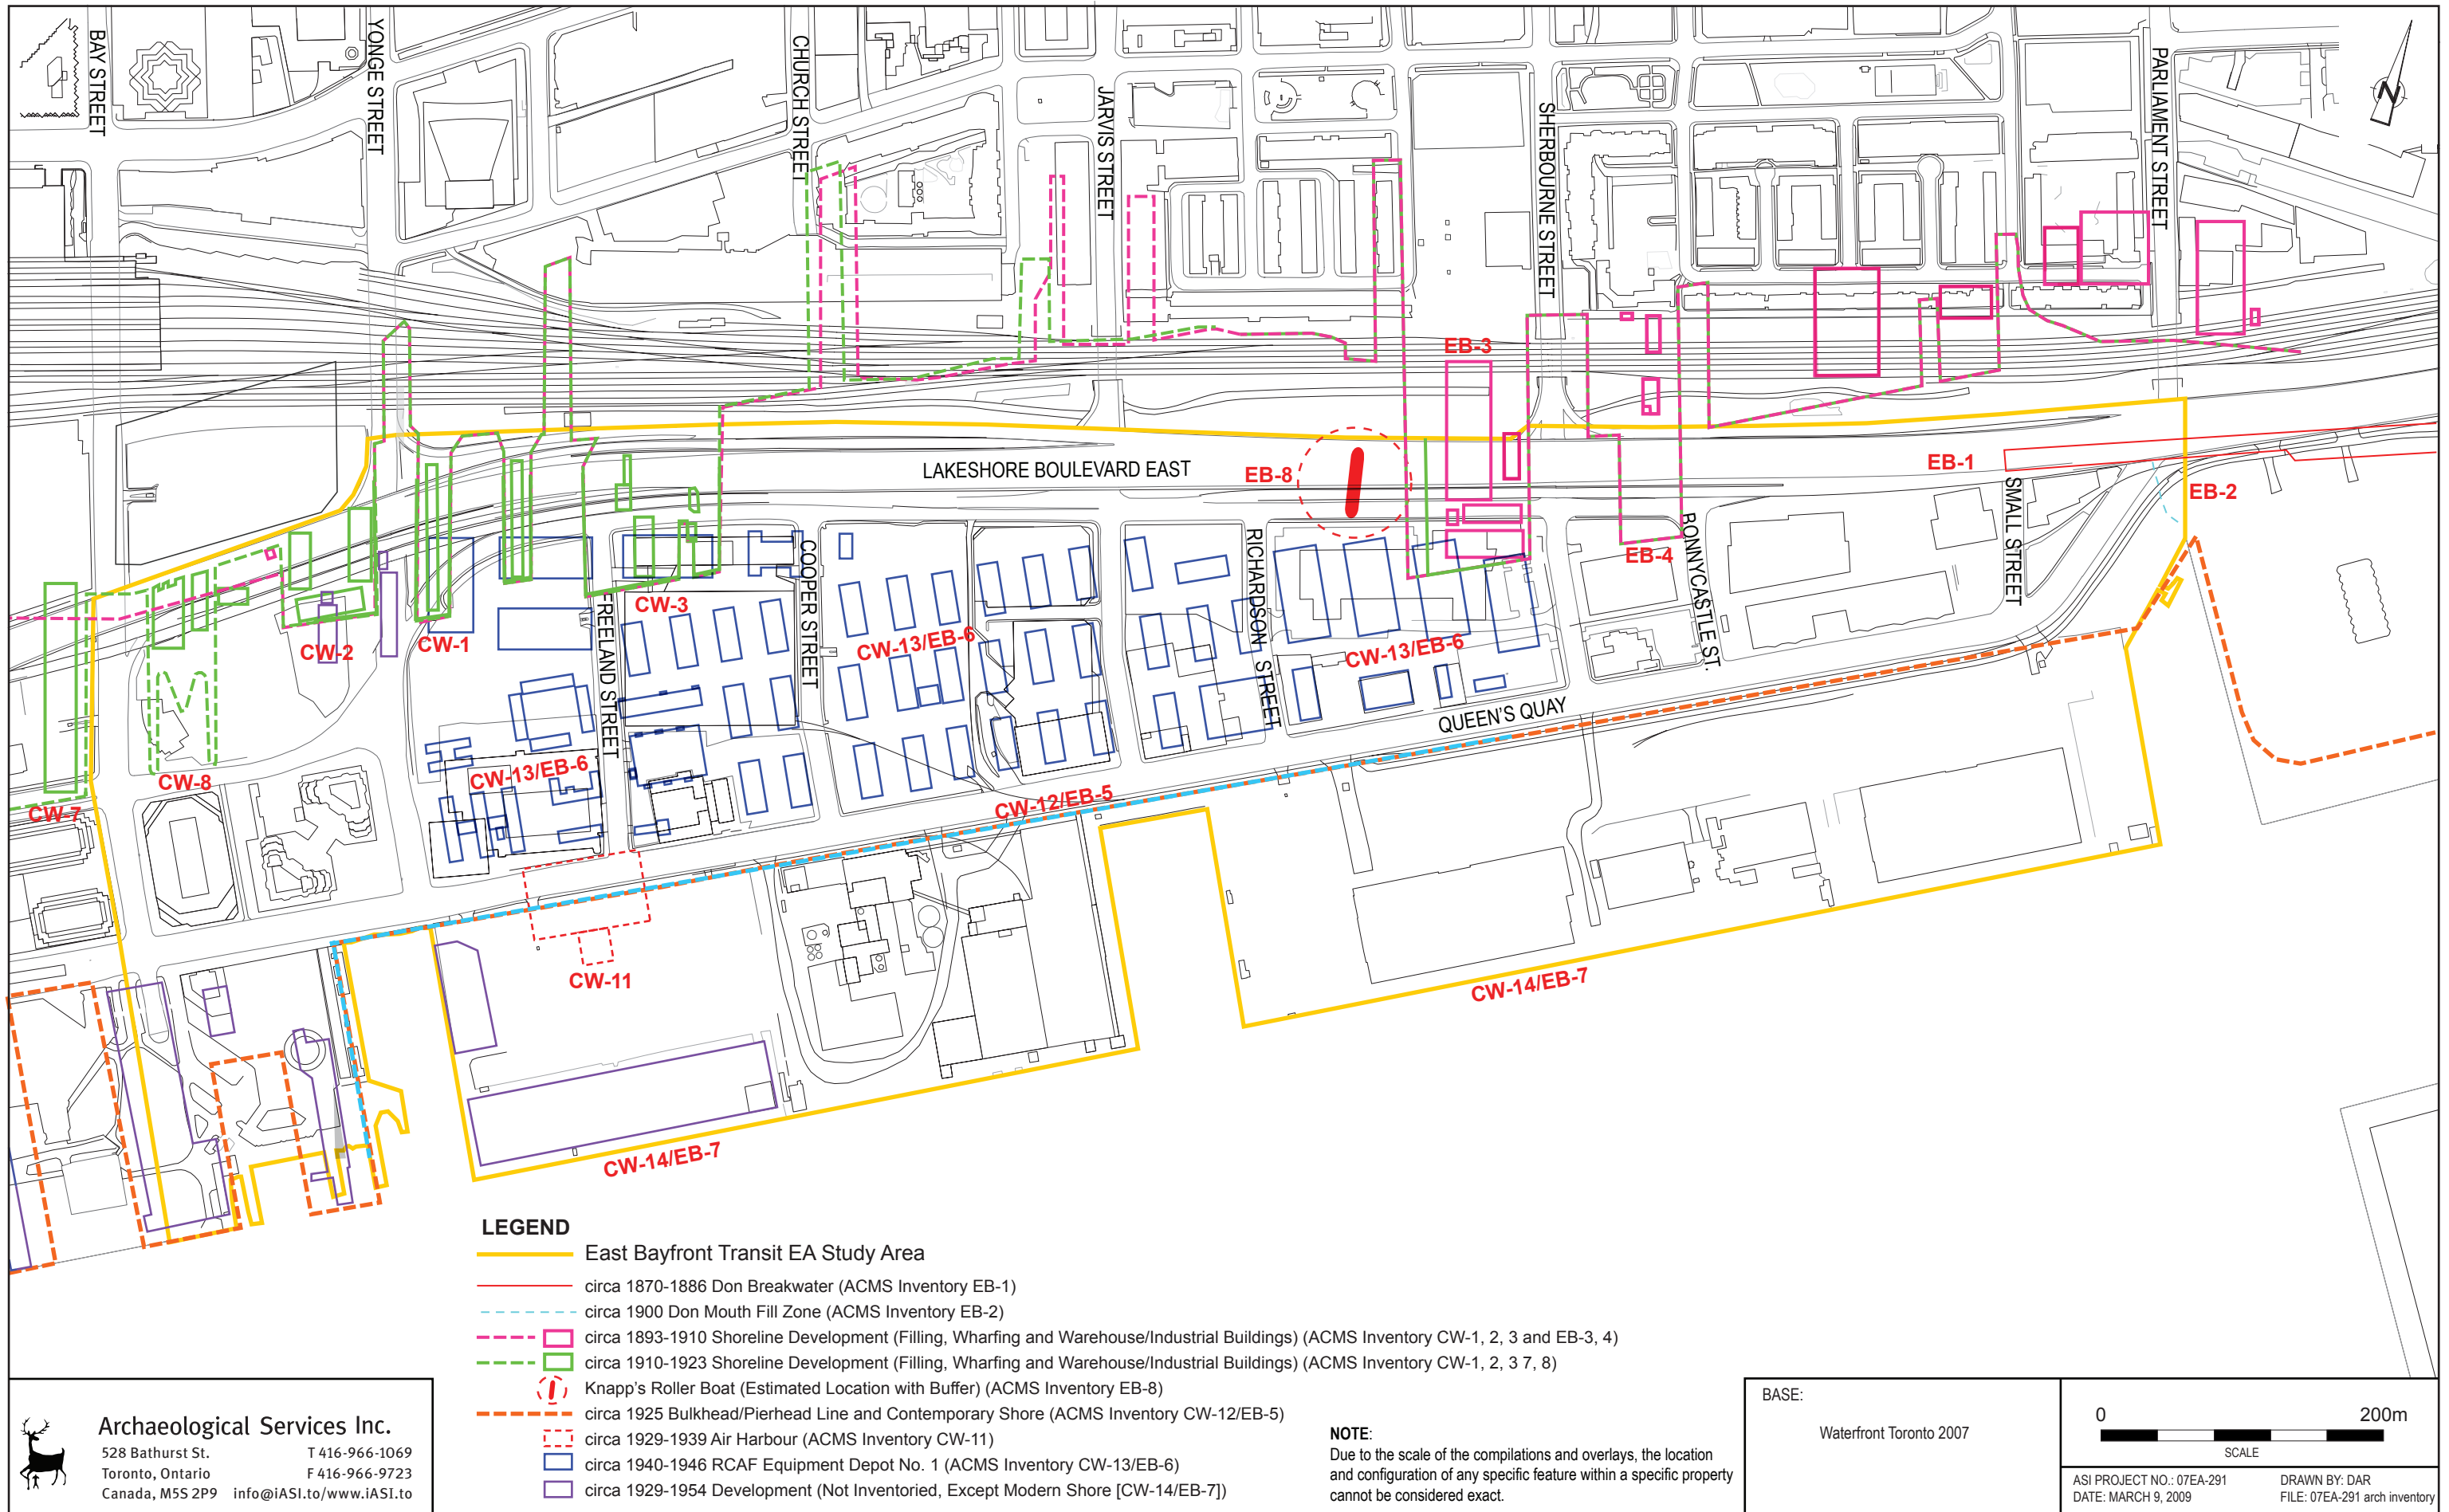 BAY STREET
YONGE STREET
CHURCH STREET
JARVIS STREET
SHERBOURNE STREET
PARLIAMENT STREET
N
EB-3
LAKESHORE BOULEVARD EAST
EB-8
EB-1
EB-2
EB-4
SMALL STREET
BONNYCASTLE ST.
RICHARDSON STREET
COOPER STREET
FREELAND STREET
CW-3
CW-2
CW-1
CW-13/EB-6
CW-13/EB-6
CW-13/EB-6
QUEEN'S QUAY
CW-8
CW-7
CW-12/EB-5
CW-11
CW-14/EB-7
CW-14/EB-7
LEGEND
East Bayfront Transit EA Study Area
circa 1870-1886 Don Breakwater (ACMS Inventory EB-1)
circa 1900 Don Mouth Fill Zone (ACMS Inventory EB-2)
circa 1893-1910 Shoreline Development (Filling, Wharfing and Warehouse/Industrial Buildings) (ACMS Inventory CW-1, 2, 3 and EB-3, 4)
circa 1910-1923 Shoreline Development (Filling, Wharfing and Warehouse/Industrial Buildings) (ACMS Inventory CW-1, 2, 3 7, 8)
Knapp's Roller Boat (Estimated Location with Buffer) (ACMS Inventory EB-8)
circa 1925 Bulkhead/Pierhead Line and Contemporary Shore (ACMS Inventory CW-12/EB-5)
circa 1929-1939 Air Harbour (ACMS Inventory CW-11)
circa 1940-1946 RCAF Equipment Depot No. 1 (ACMS Inventory CW-13/EB-6)
circa 1929-1954 Development (Not Inventoried, Except Modern Shore [CW-14/EB-7])
Archaeological Services Inc.
528 Bathurst St. T 416-966-1069
Toronto, Ontario F 416-966-9723
Canada, M5S 2P9 info@iASI.to/www.iASI.to
NOTE:
Due to the scale of the compilations and overlays, the location
and configuration of any specific feature within a specific property
cannot be considered exact.
BASE:
Waterfront Toronto 2007
0 200m
SCALE
ASI PROJECT NO.: 07EA-291 DRAWN BY: DAR
DATE: MARCH 9, 2009 FILE: 07EA-291 arch inventory